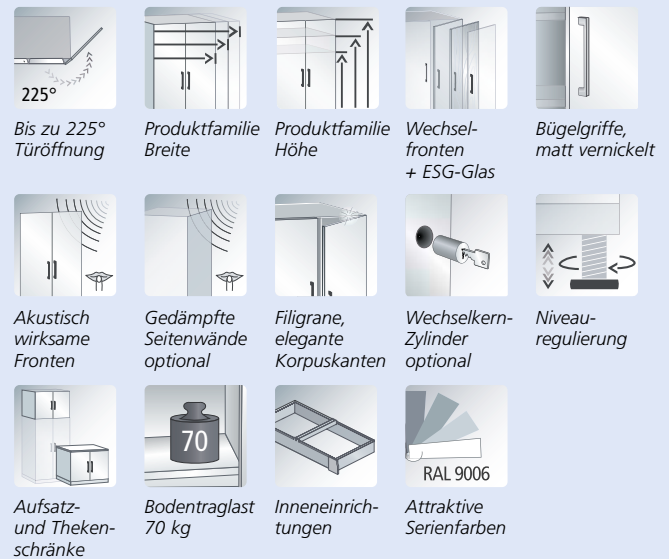 225°
Bis zu 225°
Türöffnung
Produktfamilie
Breite
Produktfamilie
Höhe
Wechsel-
fronten
+ ESG-Glas
Bügelgriffe,
matt vernickelt
Akustisch
wirksame
Fronten
Gedämpfte
Seitenwände
optional
Filigrane,
elegante
Korpuskanten
Wechselkern-
Zylinder
optional
Niveau-
regulierung
Aufsatz-
und Theken-
schränke
70
Bodentraglast
70 kg
Inneneinrich-
tungen
RAL 9006
Attraktive
Serienfarben